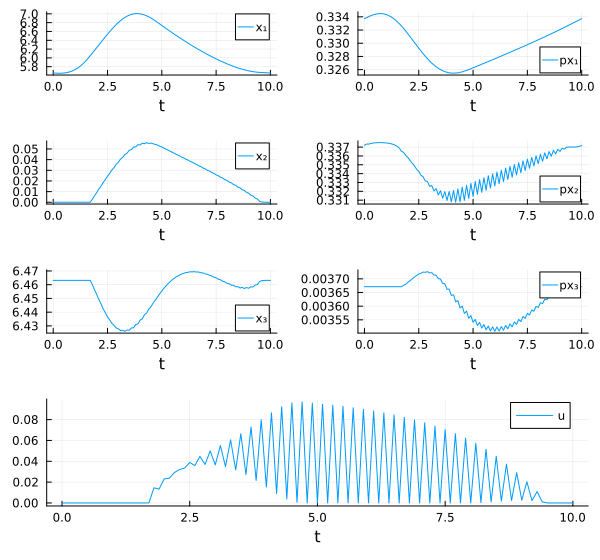 7.0
6.8
6.6
6.4
6.2
6.0
5.8
x₁
0.0 2.5 5.0 7.5 10.0
t
0.334
0.332
0.330
0.328
0.326
px₁
0.0 2.5 5.0 7.5 10.0
t
0.05
0.04
0.03
0.02
0.01
0.00
x₂
0.0 2.5 5.0 7.5 10.0
t
0.337
0.336
0.335
0.334
0.333
0.332
0.331
px₂
0.0 2.5 5.0 7.5 10.0
t
6.47
6.46
6.45
6.44
6.43
x₃
0.0 2.5 5.0 7.5 10.0
t
0.00370
0.00365
0.00360
0.00355
px₃
0.0 2.5 5.0 7.5 10.0
t
0.08
0.06
0.04
0.02
0.00
u
0.0 2.5 5.0 7.5 10.0
t